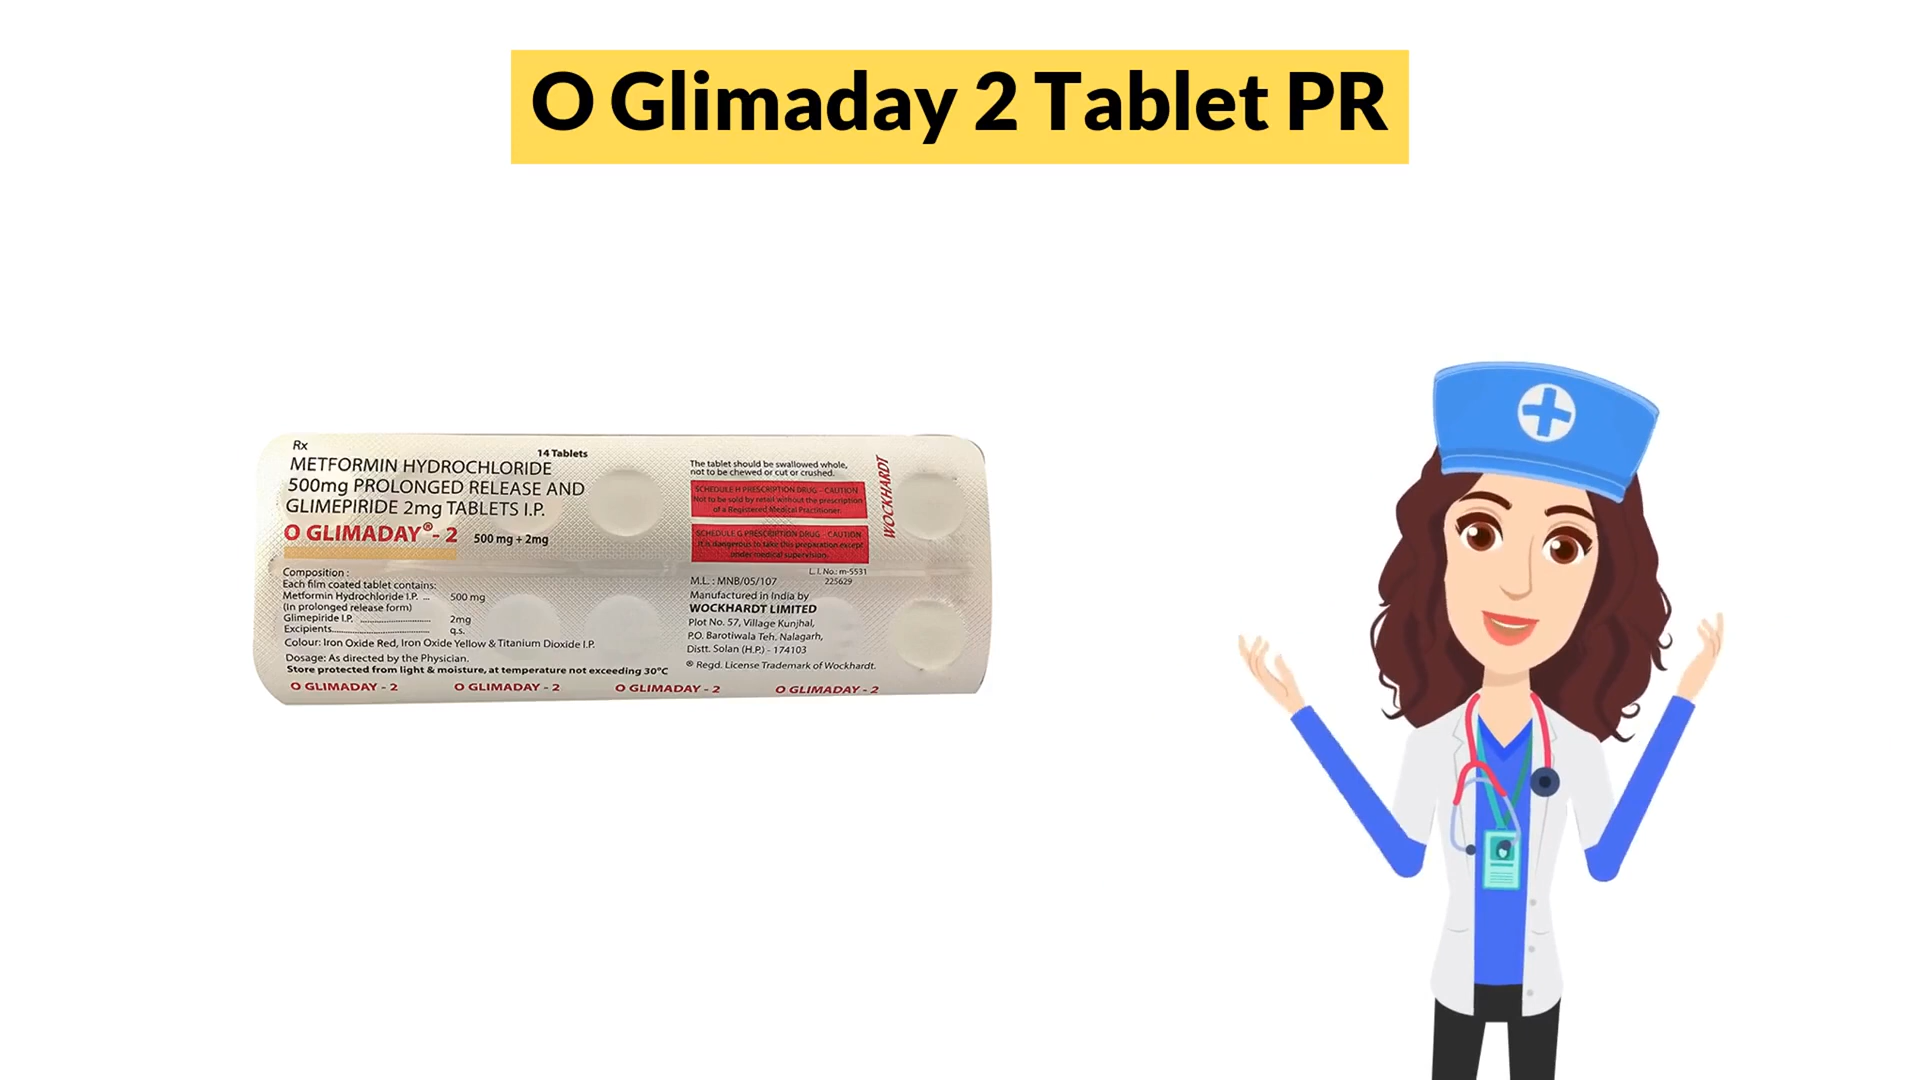 O Glimaday 2 Tablet PR
Rx
14 Tablets
METFORMIN HYDROCHLORIDE
500mg PROLONGED RELEASE AND
GLIMEPIRIDE 2mg TABLETS I.P.
O GLIMADAY® - 2 500 mg + 2mg
Composition :
Each film coated tablet contains:
Metformin Hydrochloride I.P. ... 500 mg
(In prolonged release form)
Glimepiride I.P. .......................... 2mg
Excipients.................................... q.s.
Colour: Iron Oxide Red, Iron Oxide Yellow & Titanium Dioxide I.P.
Dosage: As directed by the Physician.
Store protected from light & moisture, at temperature not exceeding 30°C
The tablet should be swallowed whole,
not to be chewed or cut or crushed.
SCHEDULE H PRESCRIPTION DRUG - CAUTION
Not to be sold by retail without the prescription
of a Registered Medical Practitioner.
SCHEDULE G PRESCRIPTION DRUG - CAUTION
It is dangerous to take this preparation except
under medical supervision.
WOCKHARDT
L.I. No.: m-5531
225629
M.L. : MNB/05/107
Manufactured in India by
WOCKHARDT LIMITED
Plot No. 57, Village Kunjhal,
P.O. Barotiwala Teh. Nalagarh,
Distt. Solan (H.P.) - 174103
® Regd. License Trademark of Wockhardt.
O GLIMADAY - 2 O GLIMADAY - 2 O GLIMADAY - 2 O GLIMADAY - 2